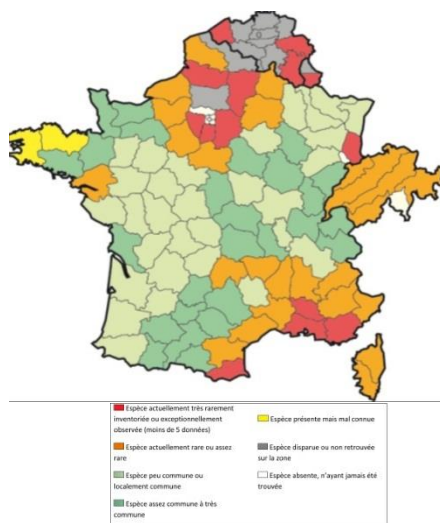 Espèce actuellement très rarement
inventoriée ou exceptionnellement
observée (moins de 5 données)
Espèce actuellement rare ou assez
rare
Espèce peu commune ou
localement commune
Espèce assez commune à très
commune
Espèce présente mais mal connue
Espèce disparue ou non retrouvée
sur la zone
Espèce absente, n'ayant jamais été
trouvée